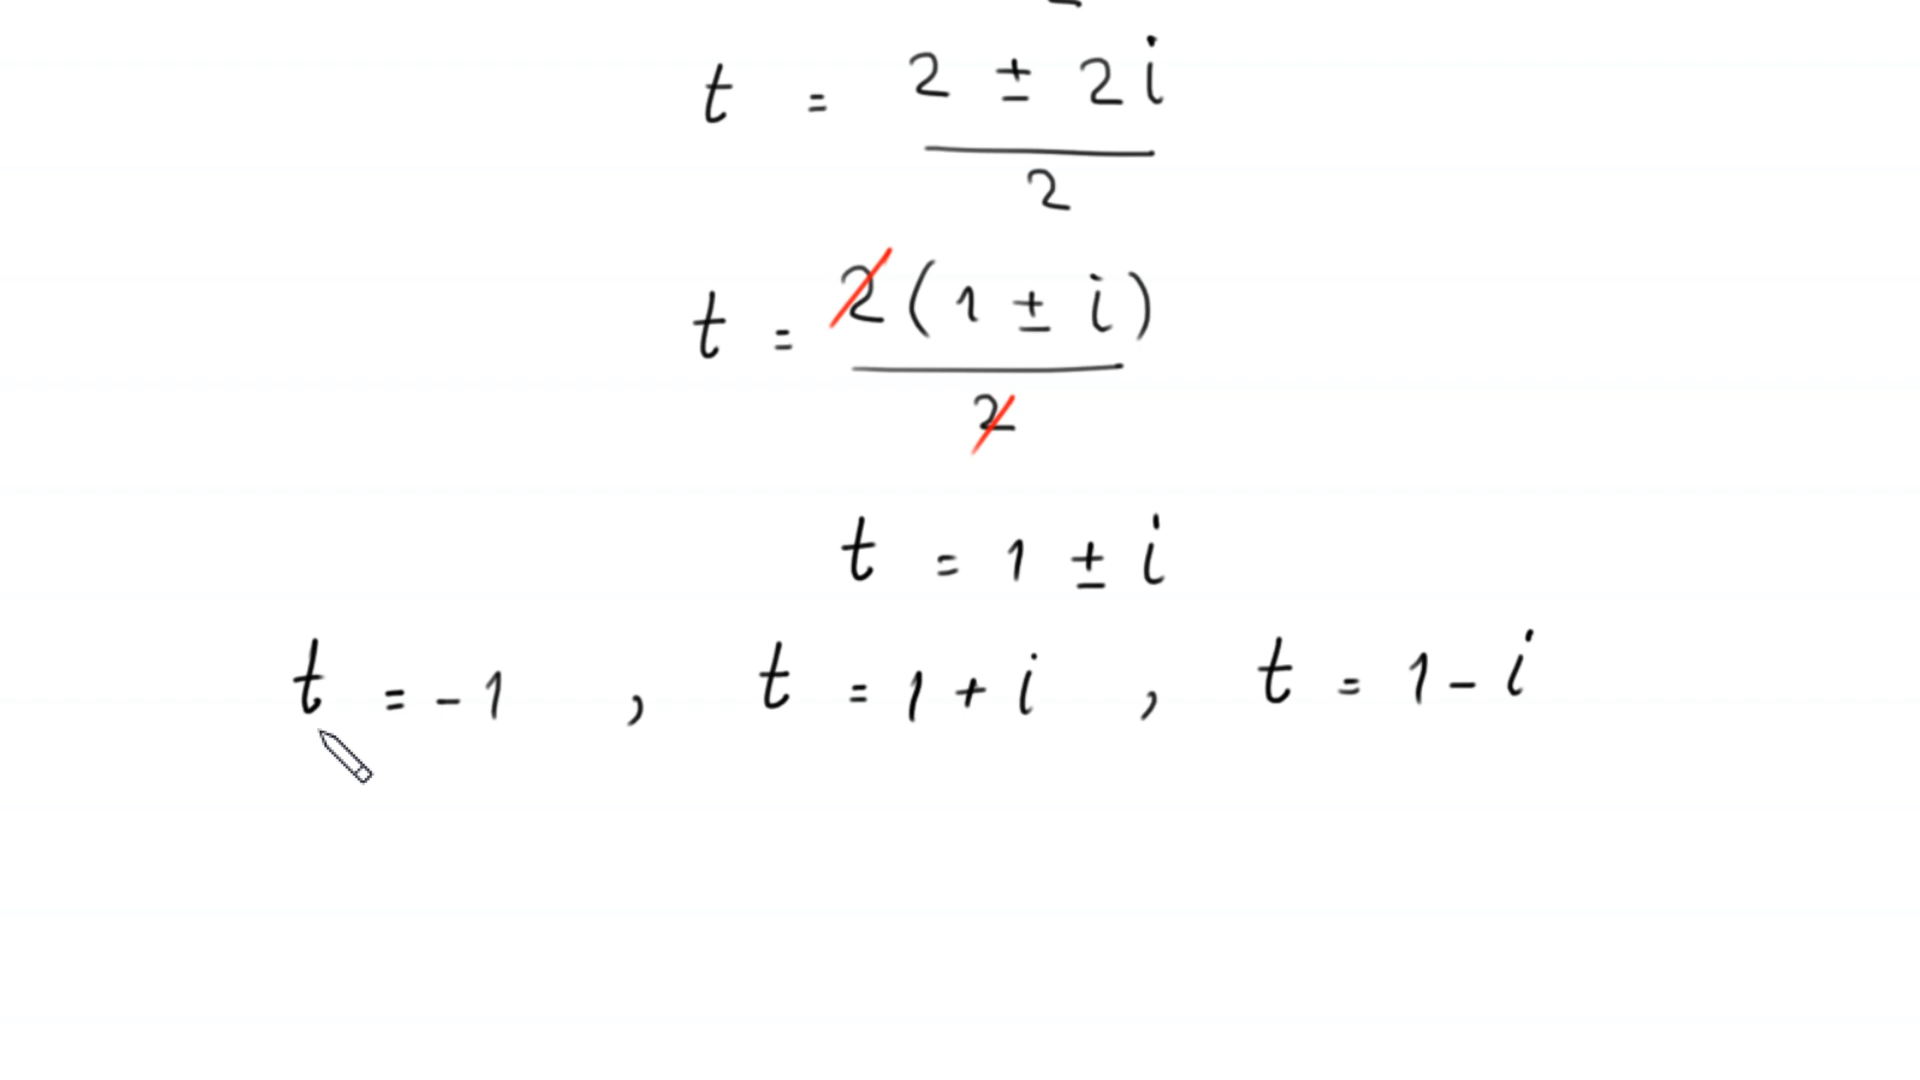 t = 2 ± 2i
2
t = 2(1 ± i)
2
t = 1 ± i
t = -1 , t = 1 + i , t = 1 - i